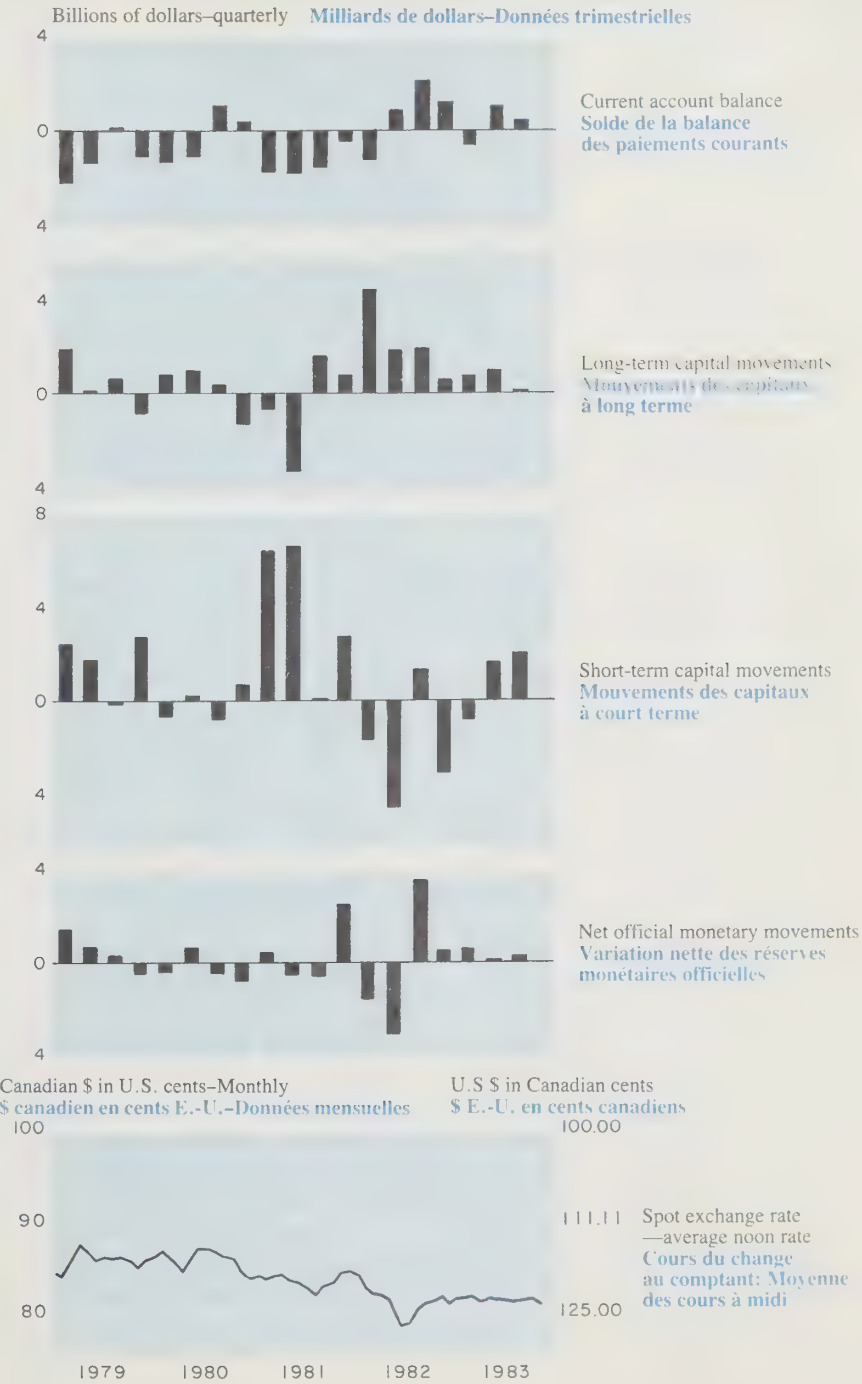 Billions of dollars–quarterly Milliards de dollars–Données trimestrielles
4
0
4
Current account balance
Solde de la balance
des paiements courants
4
0
4
Long-term capital movements
Mouvements des capitaux
à long terme
8
4
0
4
Short-term capital movements
Mouvements des capitaux
à court terme
4
0
4
Net official monetary movements
Variation nette des réserves
monétaires officielles
Canadian $ in U.S. cents–Monthly
$ canadien en cents E.-U.–Données mensuelles
U.S $ in Canadian cents
$ E.-U. en cents canadiens
100
90
80
100.00
111.11
125.00
Spot exchange rate
—average noon rate
Cours du change
au comptant: Moyenne
des cours à midi
1979 1980 1981 1982 1983